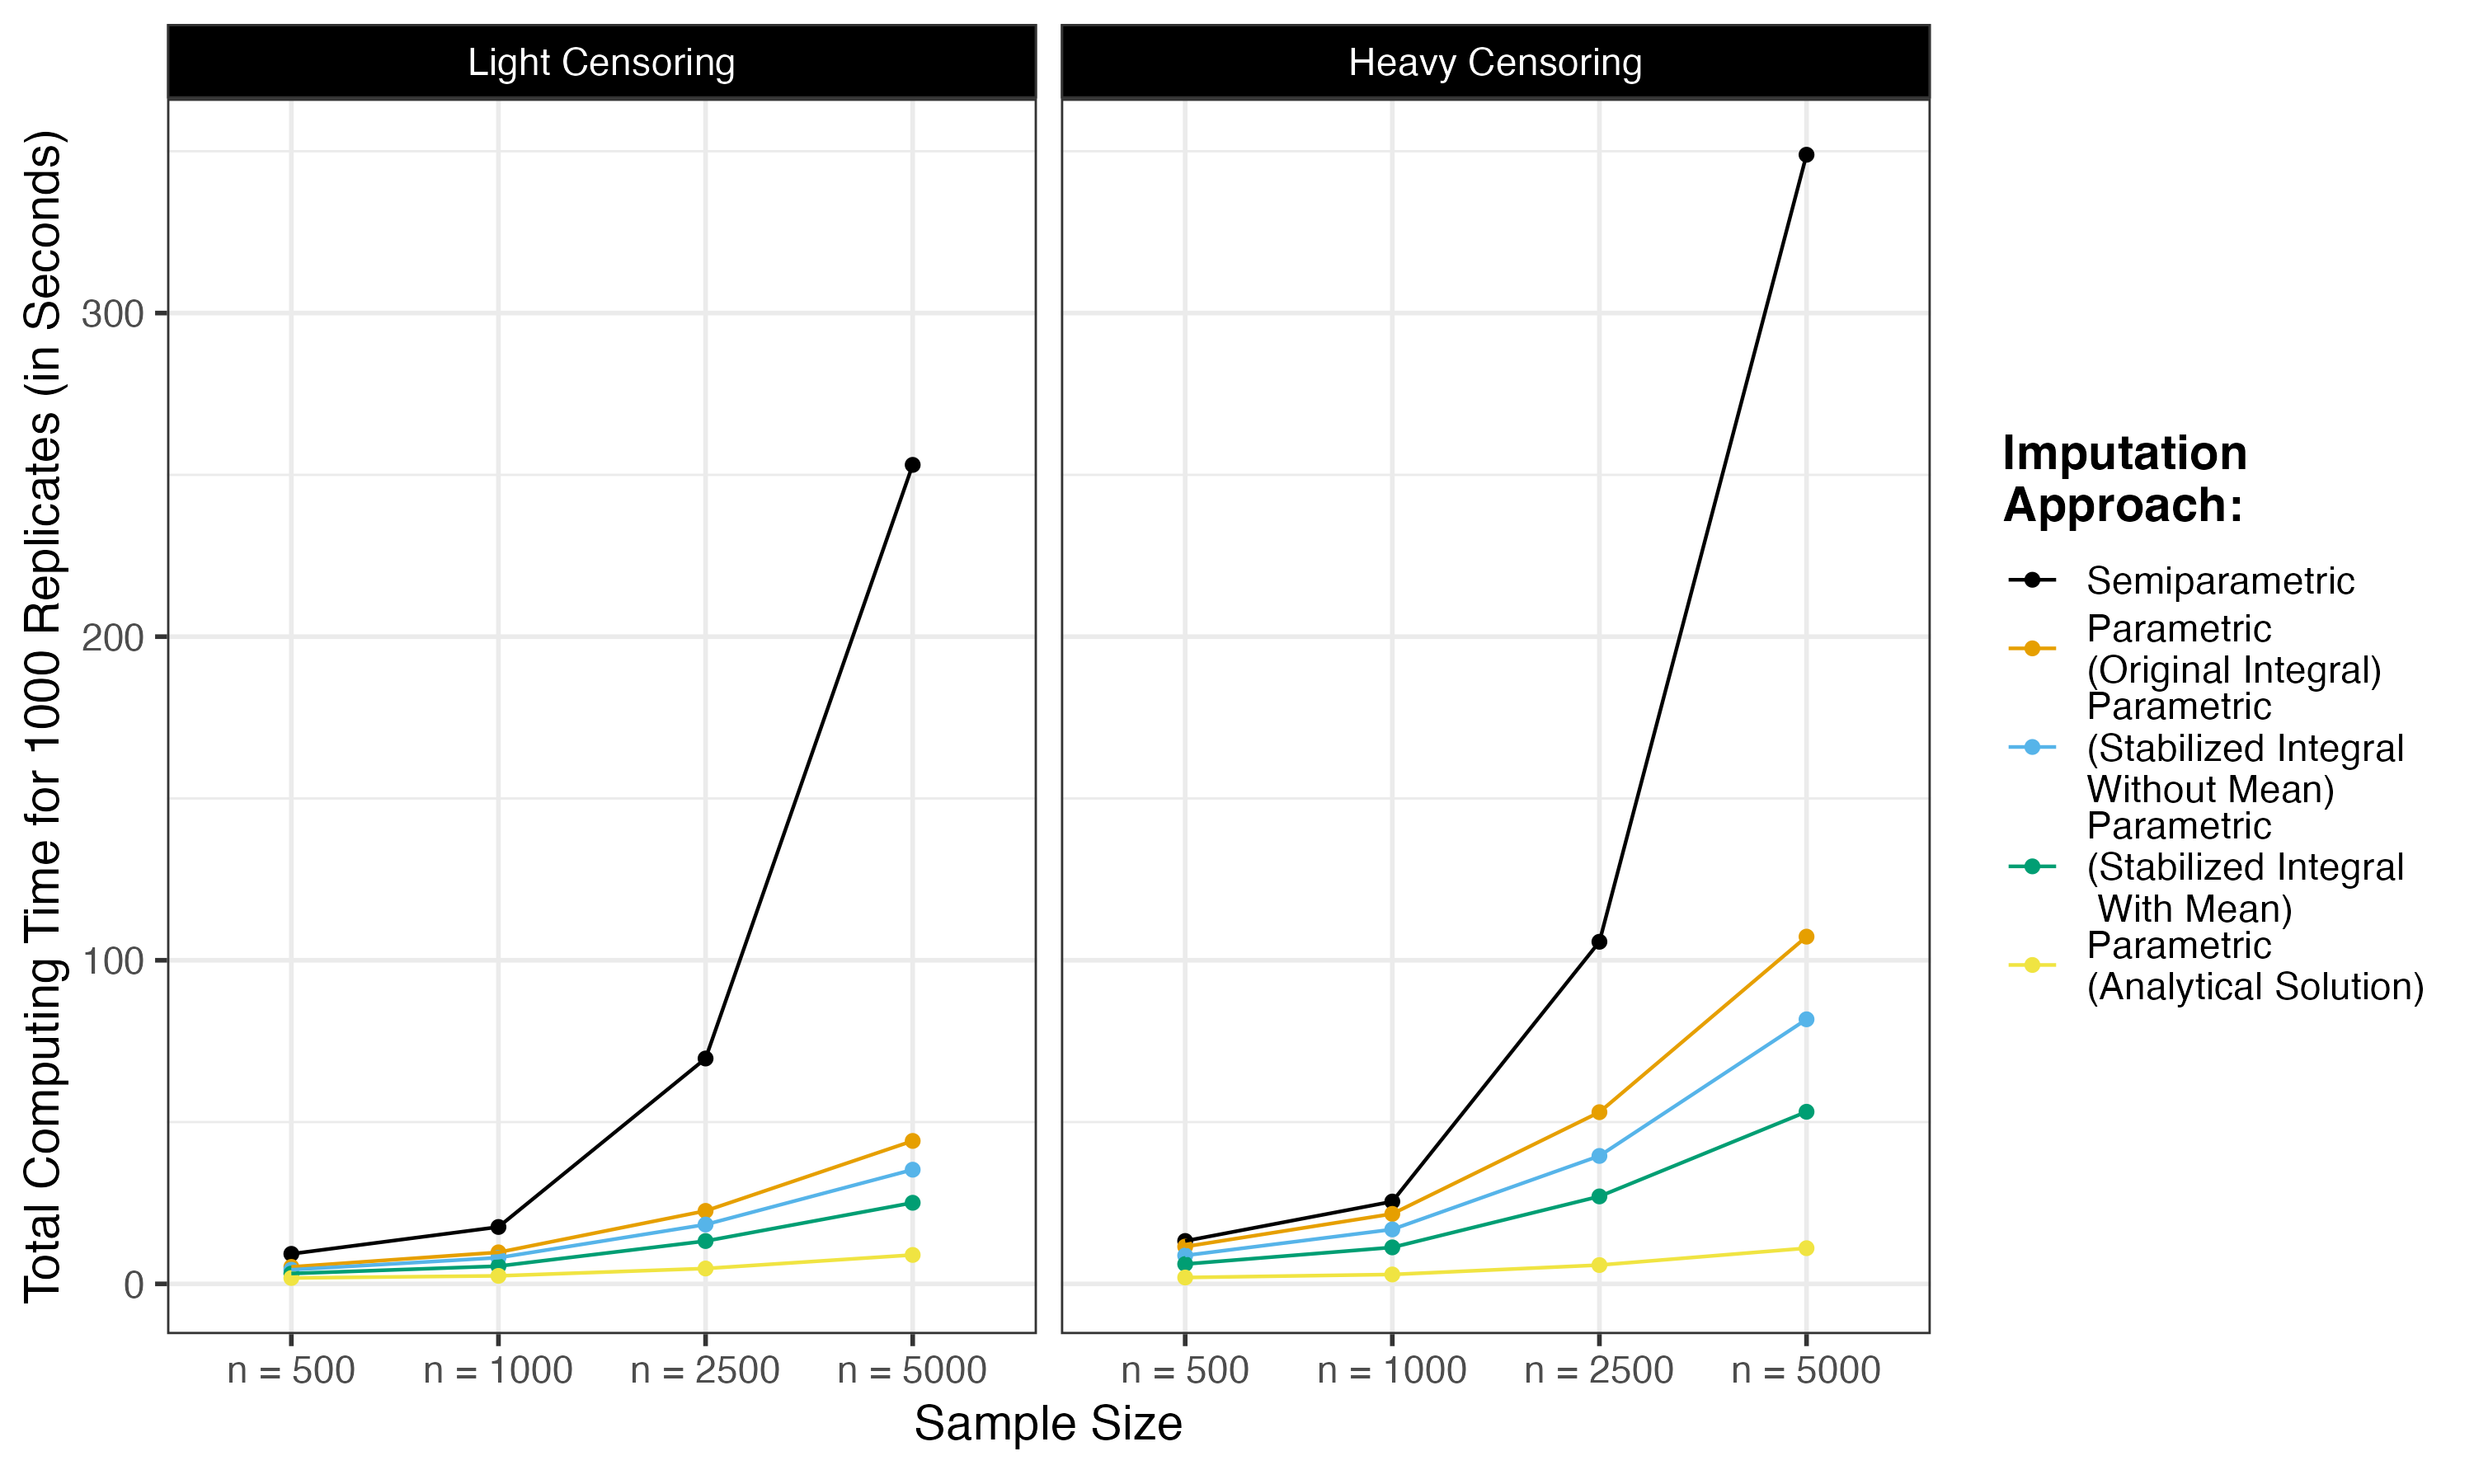 Light Censoring
Heavy Censoring
Total Computing Time for 1000 Replicates (in Seconds)
300
200
100
0
n = 500
n = 1000
n = 2500
n = 5000
n = 500
n = 1000
n = 2500
n = 5000
Sample Size
Imputation
Approach:
Semiparametric
Parametric
(Original Integral)
Parametric
(Stabilized Integral
Without Mean)
Parametric
(Stabilized Integral
With Mean)
Parametric
(Analytical Solution)